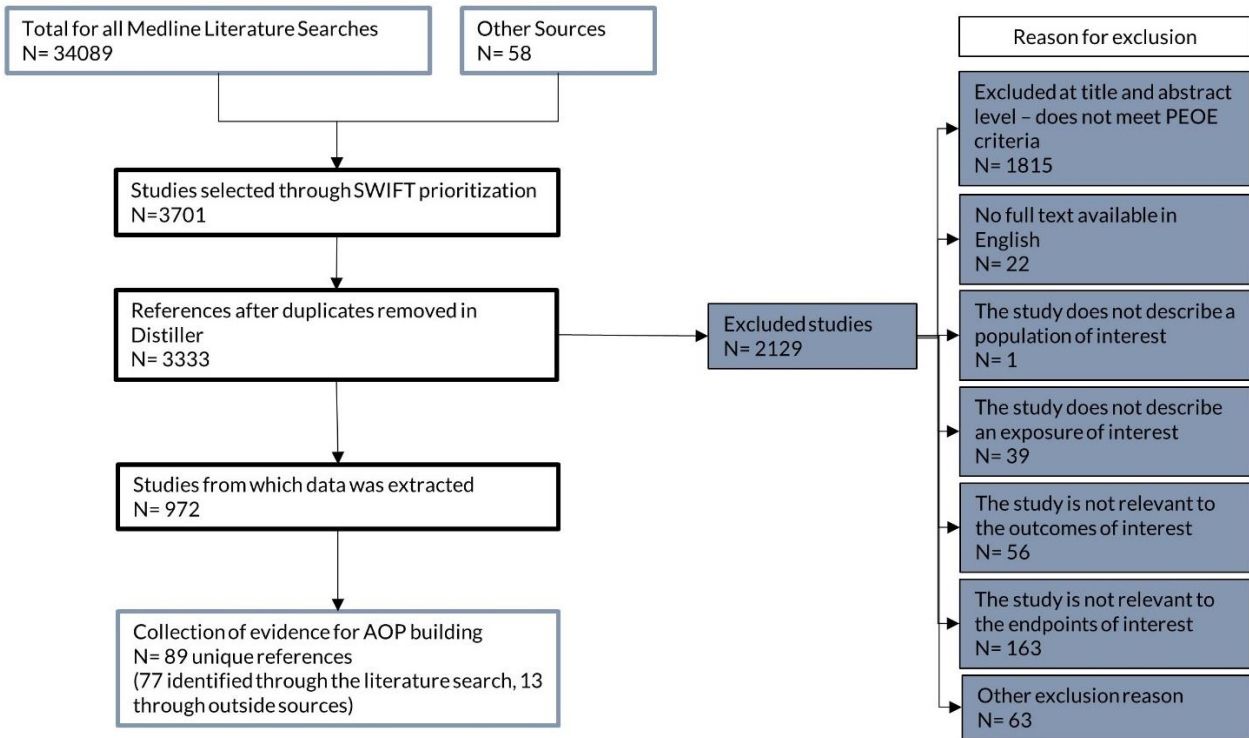 Total for all Medline Literature Searches
N= 34089
Other Sources
N= 58
Studies selected through SWIFT prioritization
N=3701
References after duplicates removed in
Distiller
N= 3333
Studies from which data was extracted
N= 972
Collection of evidence for AOP building
N= 89 unique references
(77 identified through the literature search, 13
through outside sources)
Excluded studies
N= 2129
Reason for exclusion
Excluded at title and abstract
level – does not meet PEOE
criteria
N= 1815
No full text available in
English
N= 22
The study does not describe a
population of interest
N= 1
The study does not describe
an exposure of interest
N= 39
The study is not relevant to
the outcomes of interest
N= 56
The study is not relevant to
the endpoints of interest
N= 163
Other exclusion reason
N= 63